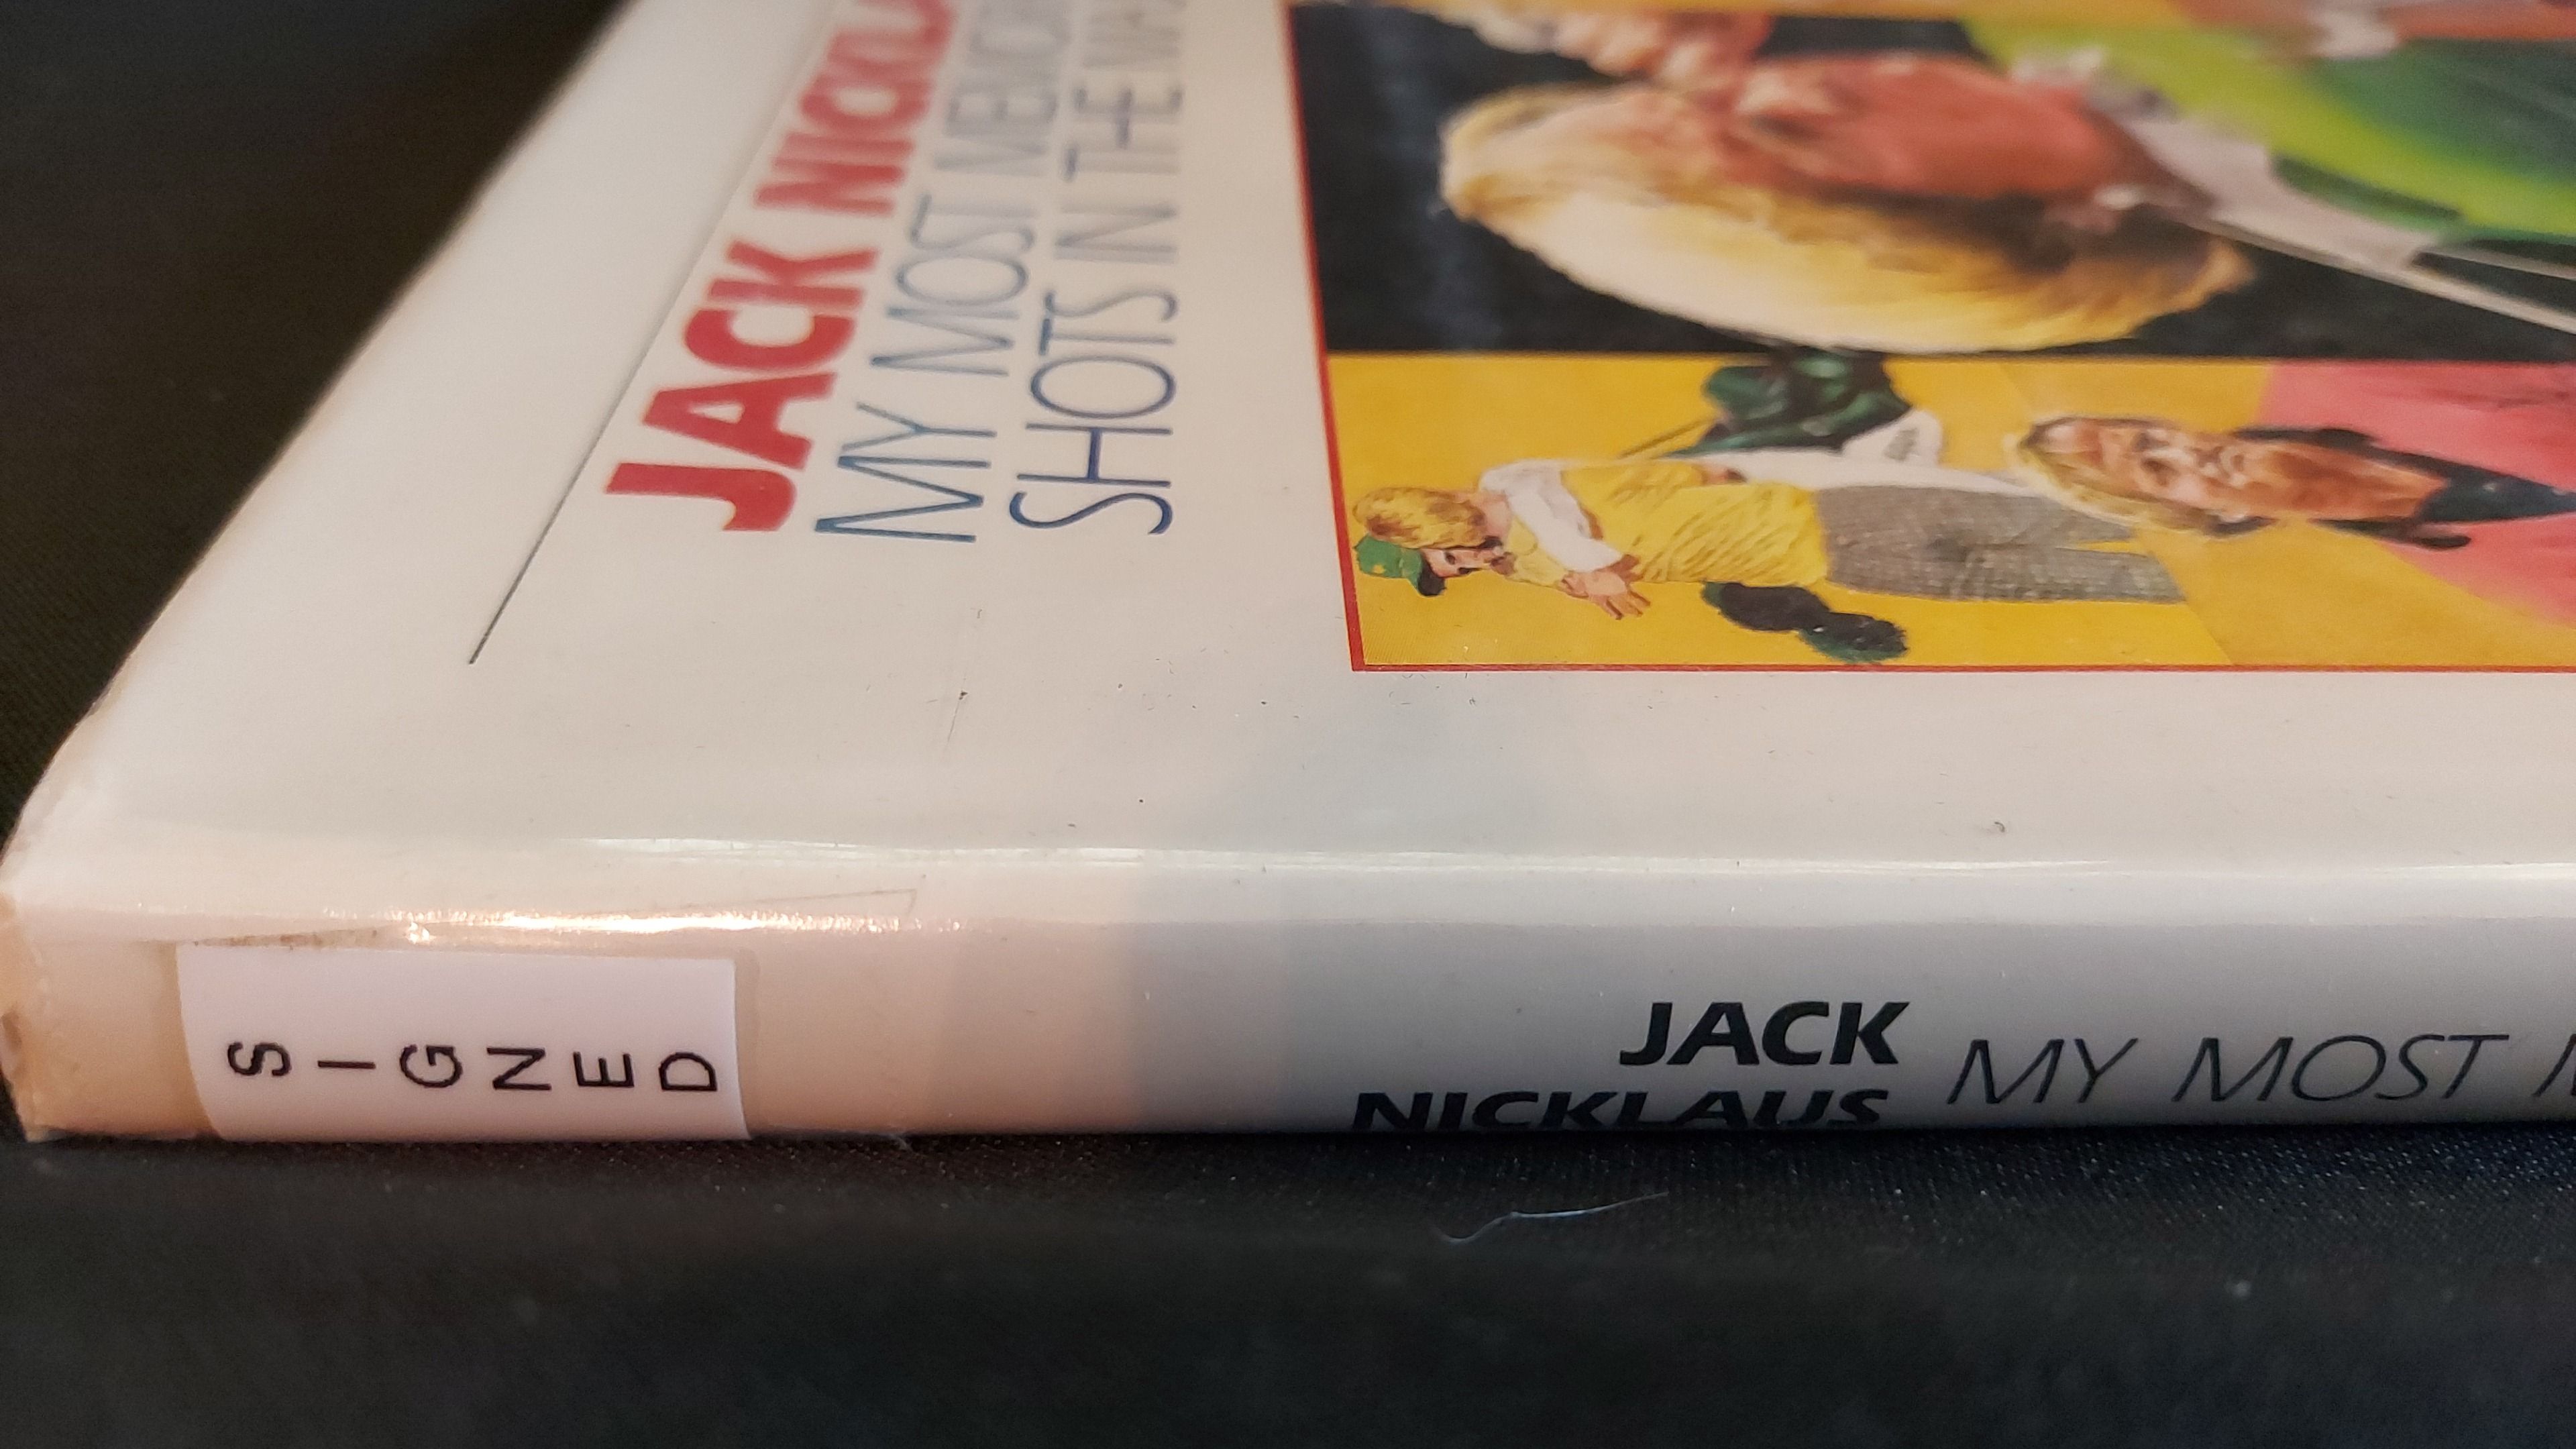 JACK
MY MOST
SHOTS IN THE
SIGNED
JACK
NICKLAUS
MY MOST